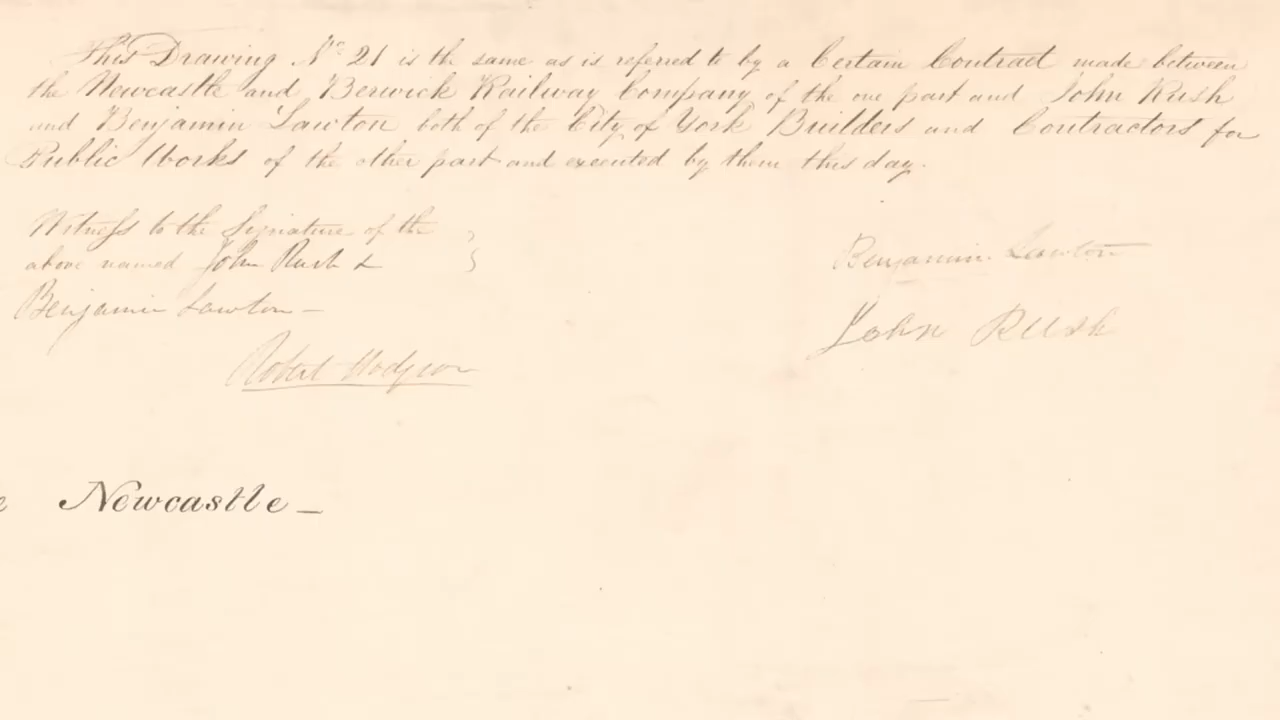 This Drawing No. 21 is the same as is referred to by a Certain Contract made between
the Newcastle and Berwick Railway Company of the one part and John Rush
and Benjamin Lawton both of the City of York Builders and Contractors for
Public Works of the other part and executed by them this day.
Witness to the Signature of the
above named John Rush &
Benjamin Lawton —
Robert Hodgson
Benjamin Lawton
John Rush
Newcastle —